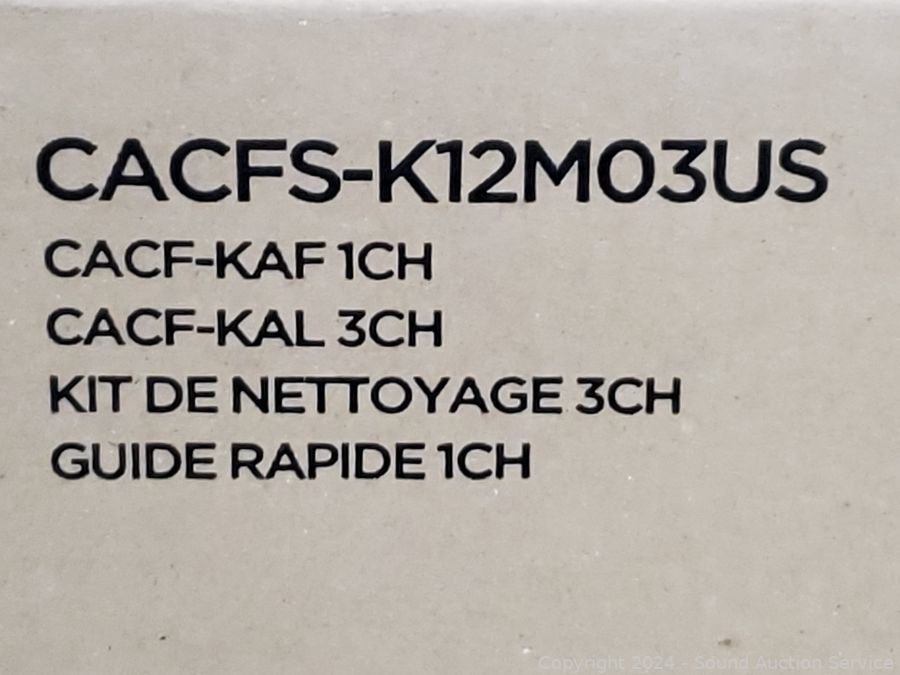 CACFS-K12M03US
CACF-KAF 1CH
CACF-KAL 3CH
KIT DE NETTOYAGE 3CH
GUIDE RAPIDE 1CH
Copyright 2024 - Sound Auction Service